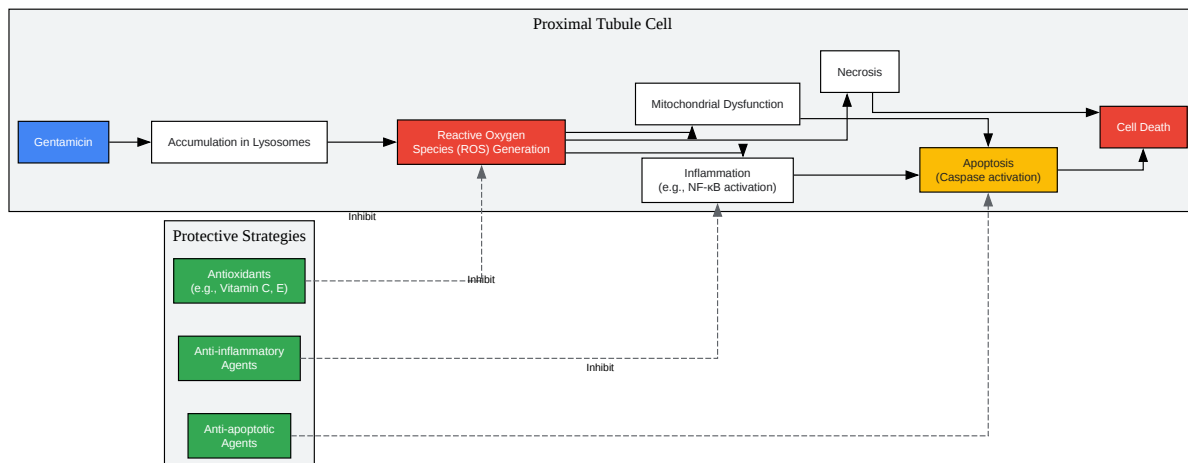 Proximal Tubule Cell
Necrosis
Mitochondrial Dysfunction
Gentamicin
Accumulation in Lysosomes
Reactive Oxygen
Species (ROS) Generation
Cell Death
Inflammation
(e.g., NF-κB activation)
Apoptosis
(Caspase activation)
Inhibit
Protective Strategies
Antioxidants
(e.g., Vitamin C, E)
Inhibit
Anti-inflammatory
Agents
Inhibit
Anti-apoptotic
Agents